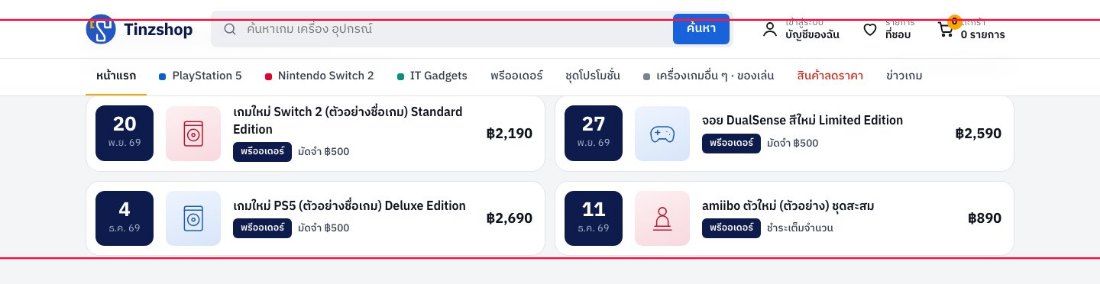 Tinzshop
ค้นหาเกม เครื่อง อุปกรณ์
ค้นหา
เข้าสู่ระบบ
บัญชีของฉัน
รายการ
ที่ชอบ
0
ตะกร้า
0 รายการ
หน้าแรก
PlayStation 5
Nintendo Switch 2
IT Gadgets
พรีออเดอร์
ชุดโปรโมชั่น
เครื่องเกมอื่น ๆ · ของเล่น
สินค้าลดราคา
ข่าวเกม
20
พ.ย. 69
เกมใหม่ Switch 2 (ตัวอย่างชื่อเกม) Standard
Edition
พรีออเดอร์ มัดจำ ฿500
฿2,190
27
พ.ย. 69
จอย DualSense สีใหม่ Limited Edition
พรีออเดอร์ มัดจำ ฿500
฿2,590
4
ธ.ค. 69
เกมใหม่ PS5 (ตัวอย่างชื่อเกม) Deluxe Edition
พรีออเดอร์ มัดจำ ฿500
฿2,690
11
ธ.ค. 69
amiibo ตัวใหม่ (ตัวอย่าง) ชุดสะสม
พรีออเดอร์ ชำระเต็มจำนวน
฿890